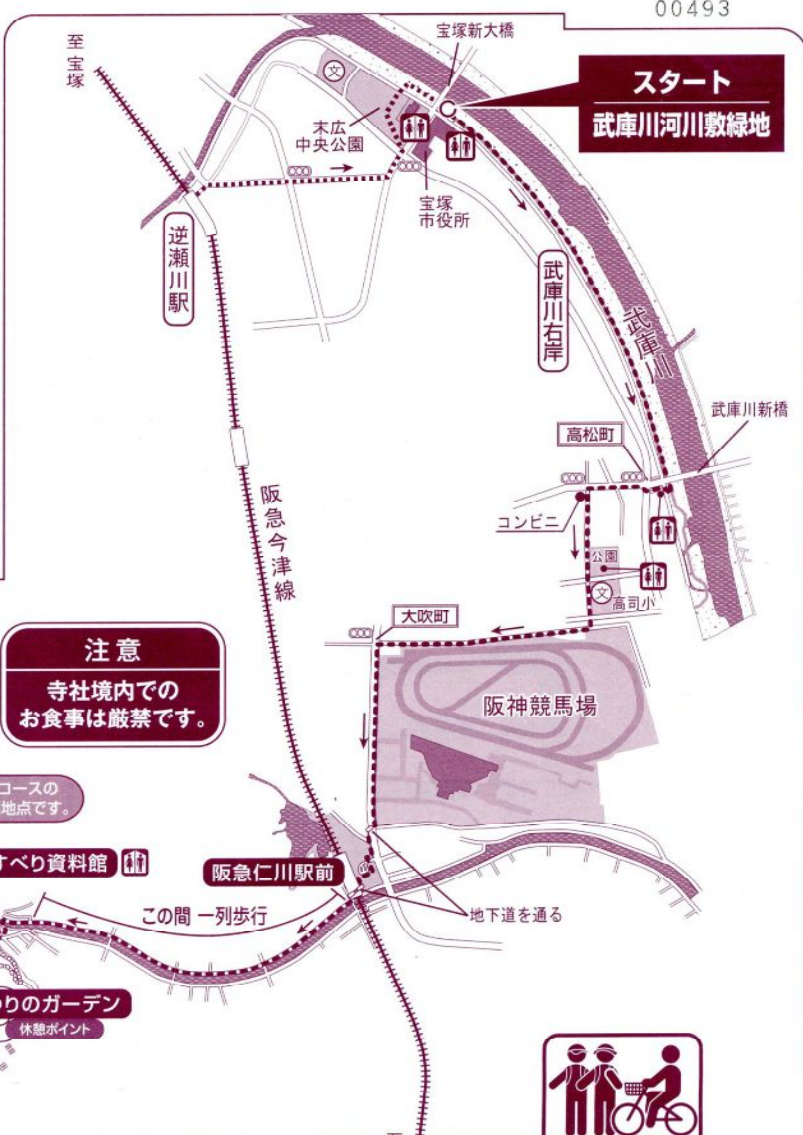 00493
至宝塚
宝塚新大橋
スタート
武庫川河川敷緑地
文
末広
中央公園
宝塚
市役所
逆瀬川駅
武庫川右岸
武庫川
武庫川新橋
高松町
コンビニ
阪急今津線
公園
文
高司小
大吹町
注意
寺社境内での
お食事は厳禁です。
阪神競馬場
コースの
地点です。
すべり資料館
阪急仁川駅前
この間 一列歩行
地下道を通る
りのガーデン
休憩ポイント